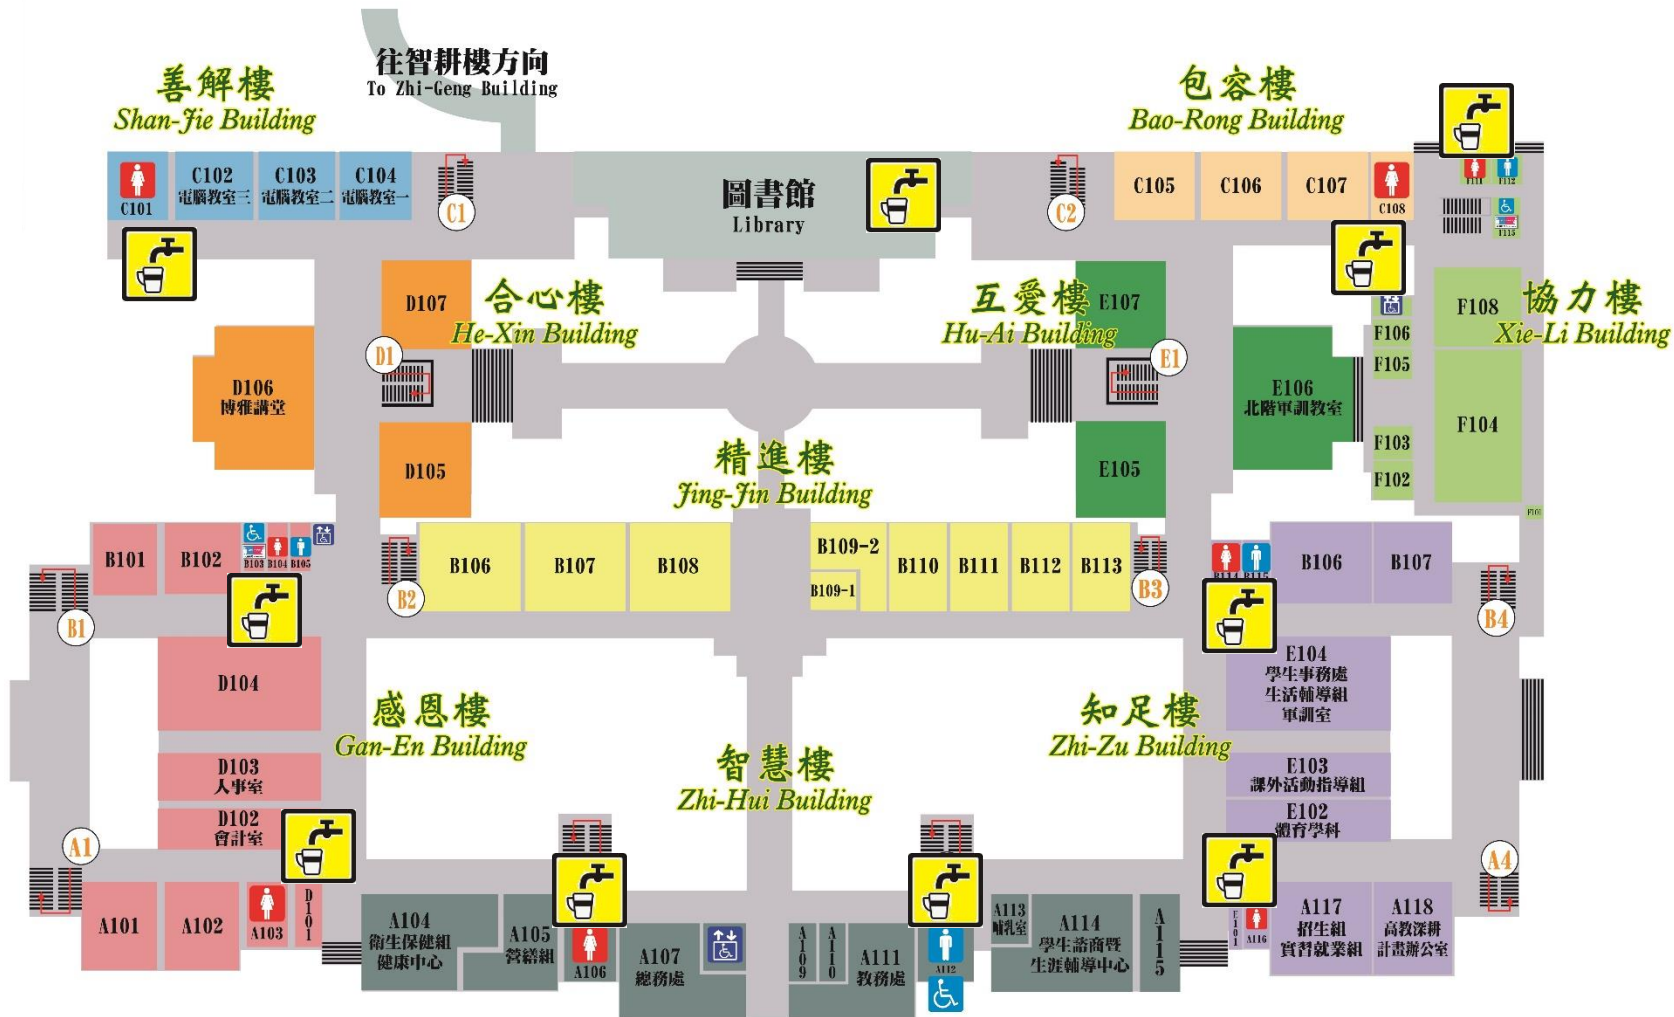 往智耕樓方向
To Zhi-Geng Building
善解樓
Shan-Jie Building
包容樓
Bao-Rong Building
C101
C102
電腦教室三
C103
電腦教室二
C104
電腦教室一
C1
圖書館
Library
C2
C105
C106
C107
C108
F111
F112
F115
D107
合心樓
He-Xin Building
互愛樓
Hu-Ai Building
E107
F108
協力樓
Xie-Li Building
F106
F105
D1
E1
D106
博雅講堂
E106
北階軍訓教室
F104
F103
F102
D105
精進樓
Jing-Jin Building
E105
F101
B101
B102
B103
B104
B105
B106
B107
B108
B109-2
B109-1
B110
B111
B112
B113
B114
B115
B106
B107
B1
B2
B3
B4
D104
E104
學生事務處
生活輔導組
軍訓室
感恩樓
Gan-En Building
知足樓
Zhi-Zu Building
智慧樓
Zhi-Hui Building
D103
人事室
E103
課外活動指導組
D102
會計室
E102
體育學科
A1
A4
A101
A102
A103
D101
A104
衛生保健組
健康中心
A105
營繕組
A106
A107
總務處
A109
A110
A111
教務處
A112
A113
哺乳室
A114
學生諮商暨
生涯輔導中心
A115
E101
A116
A117
招生組
實習就業組
A118
高教深耕
計畫辦公室